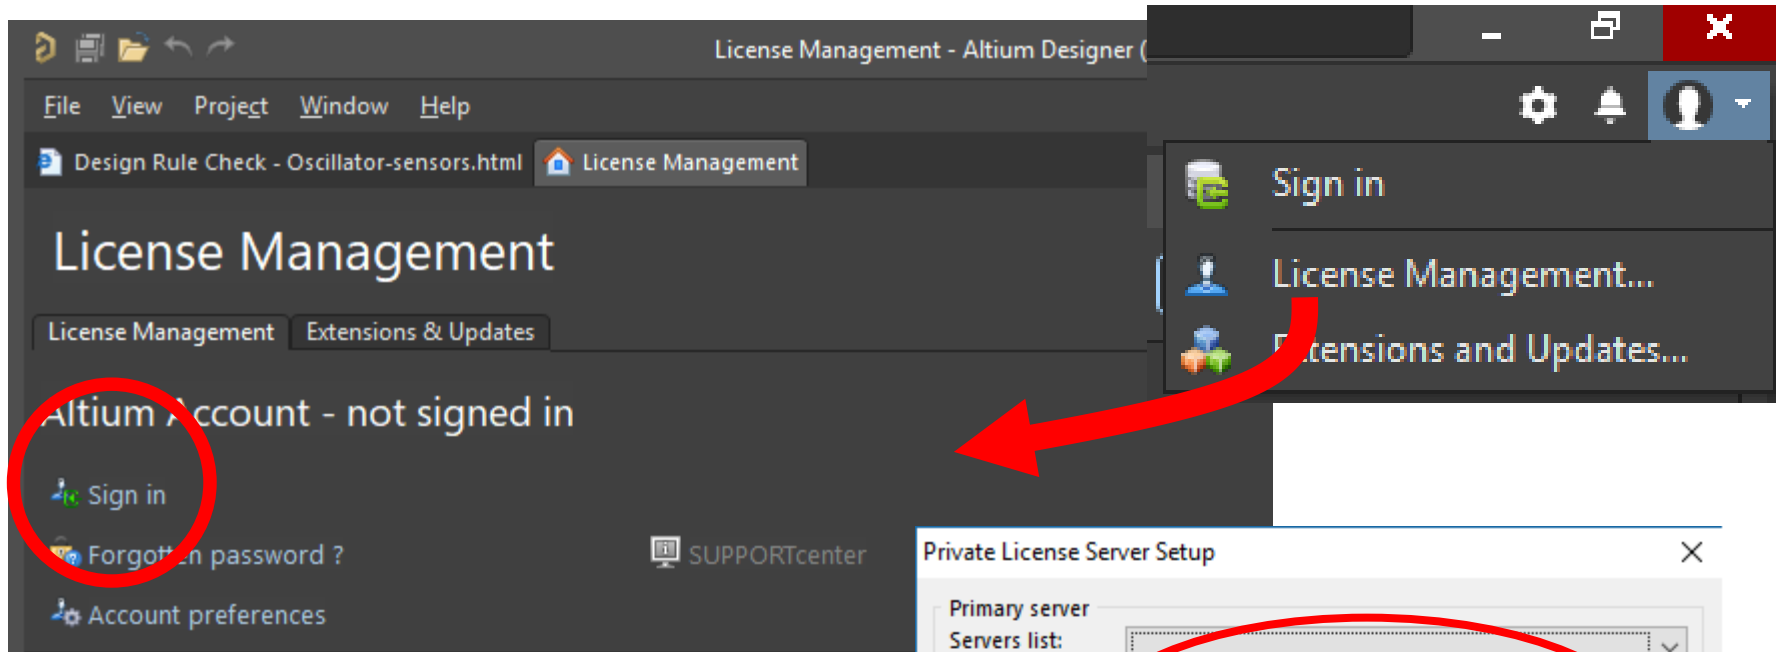 License Management - Altium Designer (
File View Project Window Help
Design Rule Check - Oscillator-sensors.html License Management
License Management
License Management Extensions & Updates
Altium Account - not signed in
Sign in
Forgotten password ?
SUPPORTcenter
Account preferences
Sign in
License Management...
Extensions and Updates...
Private License Server Setup
Primary server
Servers list: